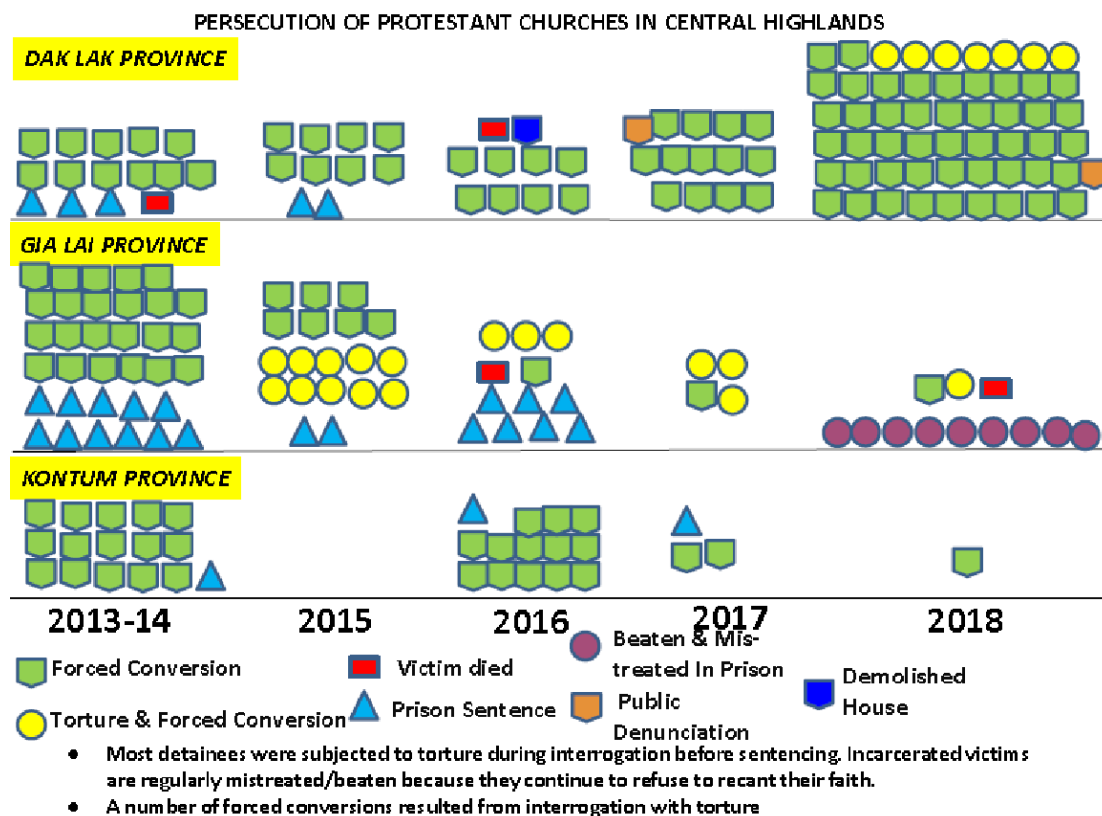 PERSECUTION OF PROTESTANT CHURCHES IN CENTRAL HIGHLANDS
DAK LAK PROVINCE
GIA LAI PROVINCE
KONTUM PROVINCE
2013-14 2015 2016 2017 2018
Forced Conversion
Victim died
Beaten & Mis-
treated In Prison
Demolished
House
Torture & Forced Conversion
Prison Sentence
Public
Denunciation
• Most detainees were subjected to torture during interrogation before sentencing. Incarcerated victims
are regularly mistreated/beaten because they continue to refuse to recant their faith.
• A number of forced conversions resulted from interrogation with torture